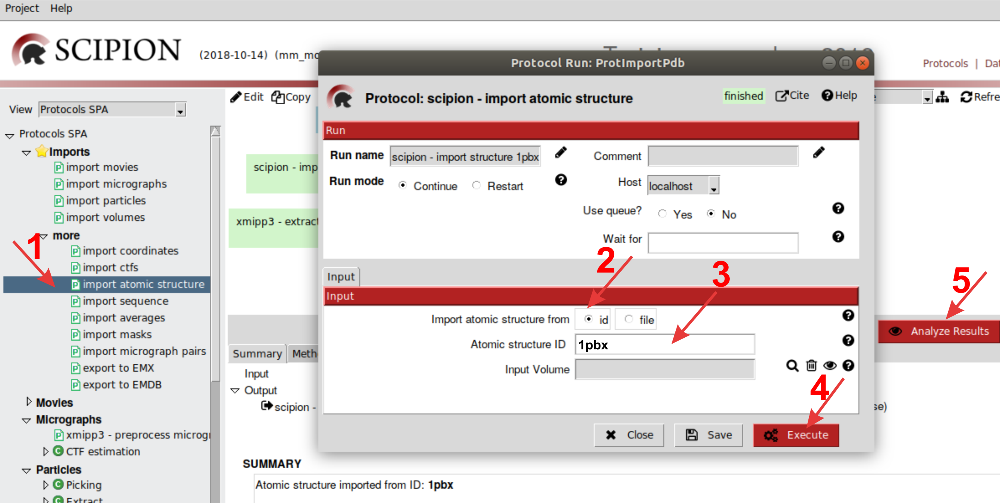 Project Help
SCIPION (2018-10-14) (mm_mo
Protocols | Dat
View Protocols SPA
Protocols SPA
Imports
import movies
import micrographs
import particles
import volumes
more
1
import coordinates
import ctfs
import atomic structure
import sequence
import averages
import masks
import micrograph pairs
export to EMX
export to EMDB
Movies
Micrographs
xmipp3 - preprocess microgr
CTF estimation
Particles
Picking
Extract
Edit Copy
Refre
scipion - imp
xmipp3 - extract
Protocol Run: ProtImportPdb
Protocol: scipion - import atomic structure
finished Cite Help
Run
Run name scipion - import structure 1pbx Comment
Run mode Continue Restart Host localhost
Use queue? Yes No
Wait for
2
3
Input
Input
Import atomic structure from id file
Atomic structure ID 1pbx
Input Volume
4
Close Save Execute
5
Analyze Results
Summary Meth
Input
Output
scipion -
se)
SUMMARY
Atomic structure imported from ID: 1pbx